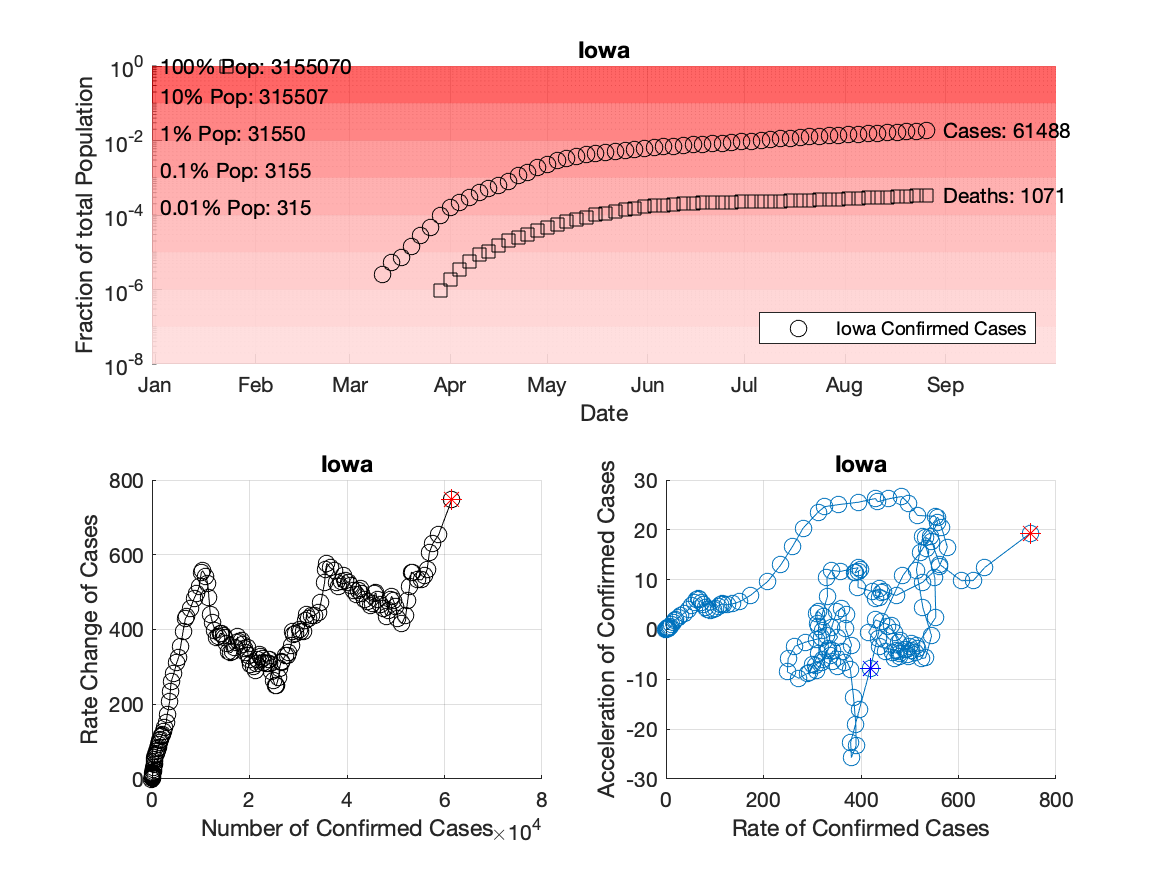 Iowa
10^0
10^-2
10^-4
10^-6
10^-8
Fraction of total Population
100% Pop: 3155070
10% Pop: 315507
1% Pop: 31550
0.1% Pop: 3155
0.01% Pop: 315
Cases: 61488
Deaths: 1071
Iowa Confirmed Cases
Jan Feb Mar Apr May Jun Jul Aug Sep
Date
Iowa
800
600
400
200
0
Rate Change of Cases
0 2 4 6 8
Number of Confirmed Cases ×10^4
Iowa
30
20
10
0
-10
-20
-30
Acceleration of Confirmed Cases
0 200 400 600 800
Rate of Confirmed Cases